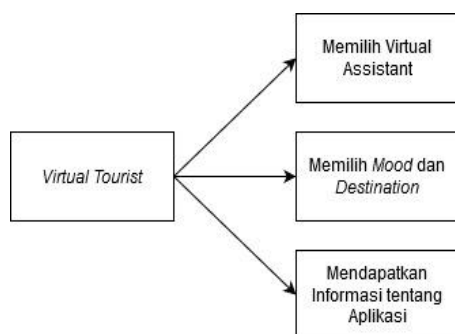 Memilih Virtual
Assistant
Virtual Tourist
Memilih Mood dan
Destination
Mendapatkan
Informasi tentang
Aplikasi